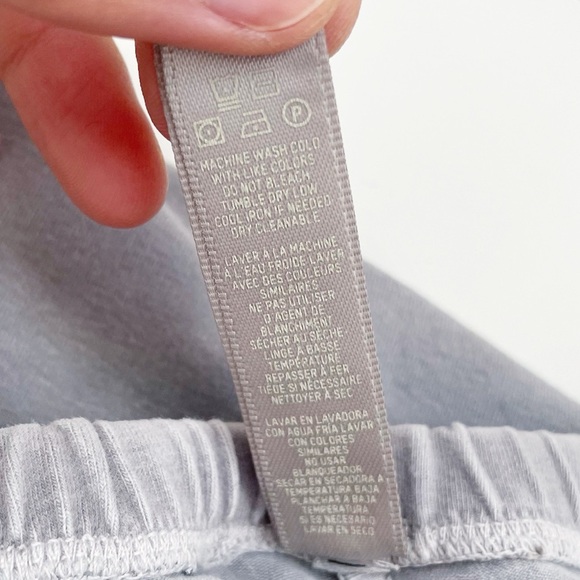 P
MACHINE WASH COLD
WITH LIKE COLORS
DO NOT BLEACH
TUMBLE DRY LOW
COOL IRON IF NEEDED
DRY CLEANABLE
LAVER A LA MACHINE
A L'EAU FROIDE LAVER
AVEC DES COULEURS
SIMILAIRES
NE PAS UTILISER
D'AGENT DE
BLANCHIMENT
SÉCHER AU SÈCHE
LINGE À BASSE
TEMPÉRATURE
REPASSER À FER
TIÈDE SI NÉCESSAIRE
NETTOYER À SEC
LAVAR EN LAVADORA
CON AGUA FRÍA LAVAR
CON COLORES
SIMILARES
NO USAR
BLANQUEADOR
SECAR EN SECADORA A
TEMPERATURA BAJA
PLANCHAR A BAJA
TEMPERATURA
SI ES NECESARIO
LAVAR EN SECO